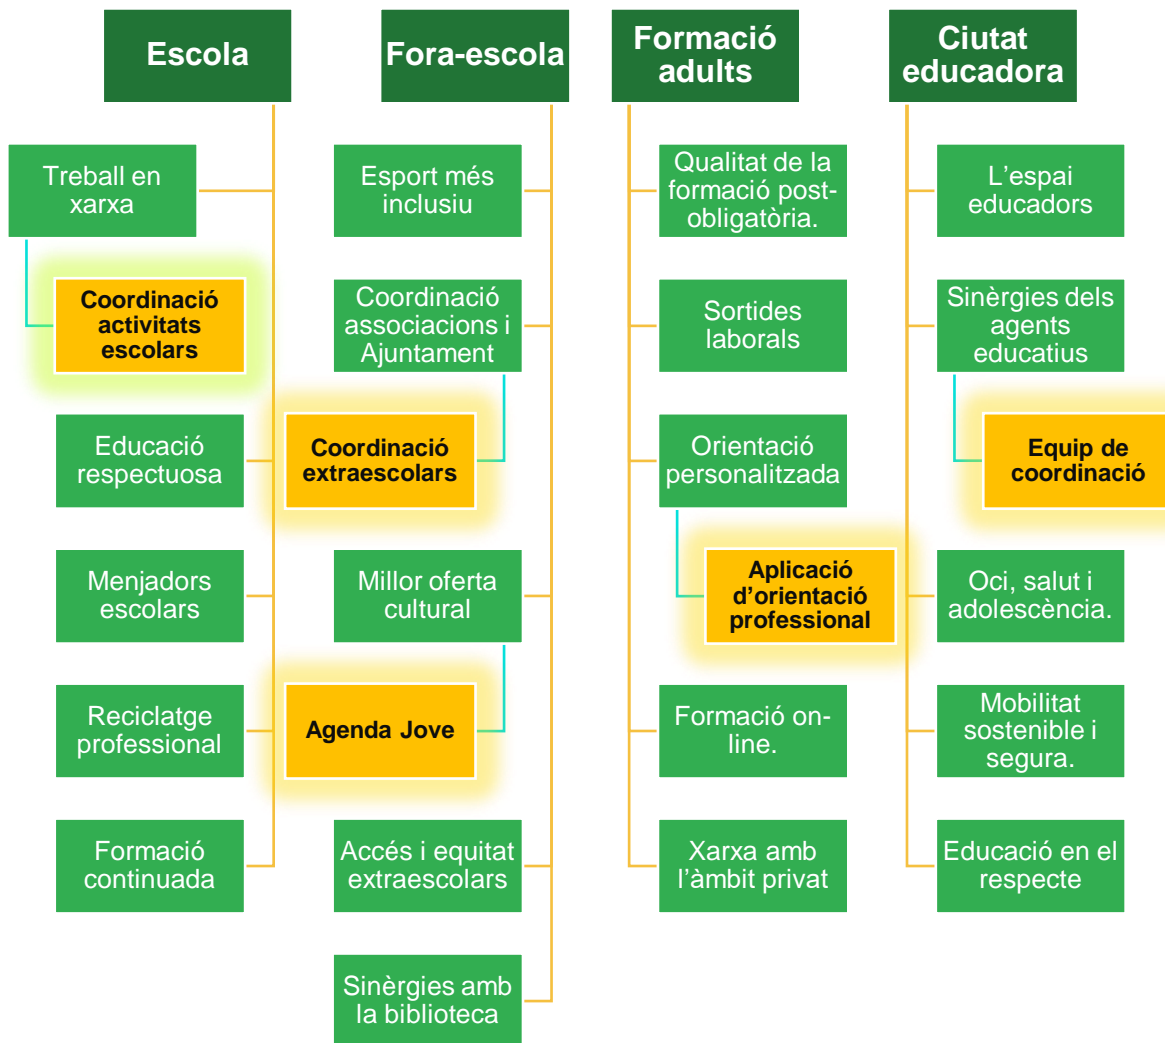 Escola
Treball en
xarxa
Coordinació
activitats
escolars
Educació
respectuosa
Menjadors
escolars
Reciclatge
professional
Formació
continuada
Fora-escola
Esport més
inclusiu
Coordinació
associacions i
Ajuntament
Coordinació
extraescolars
Millor oferta
cultural
Agenda Jove
Accés i equitat
extraescolars
Sinèrgies amb
la biblioteca
Formació
adults
Qualitat de la
formació post-
obligatòria.
Sortides
laborals
Orientació
personalitzada
Aplicació
d’orientació
professional
Formació on-
line.
Xarxa amb
l’àmbit privat
Ciutat
educadora
L’espai
educadors
Sinèrgies dels
agents
educatius
Equip de
coordinació
Oci, salut i
adolescència.
Mobilitat
sostenible i
segura.
Educació en el
respecte